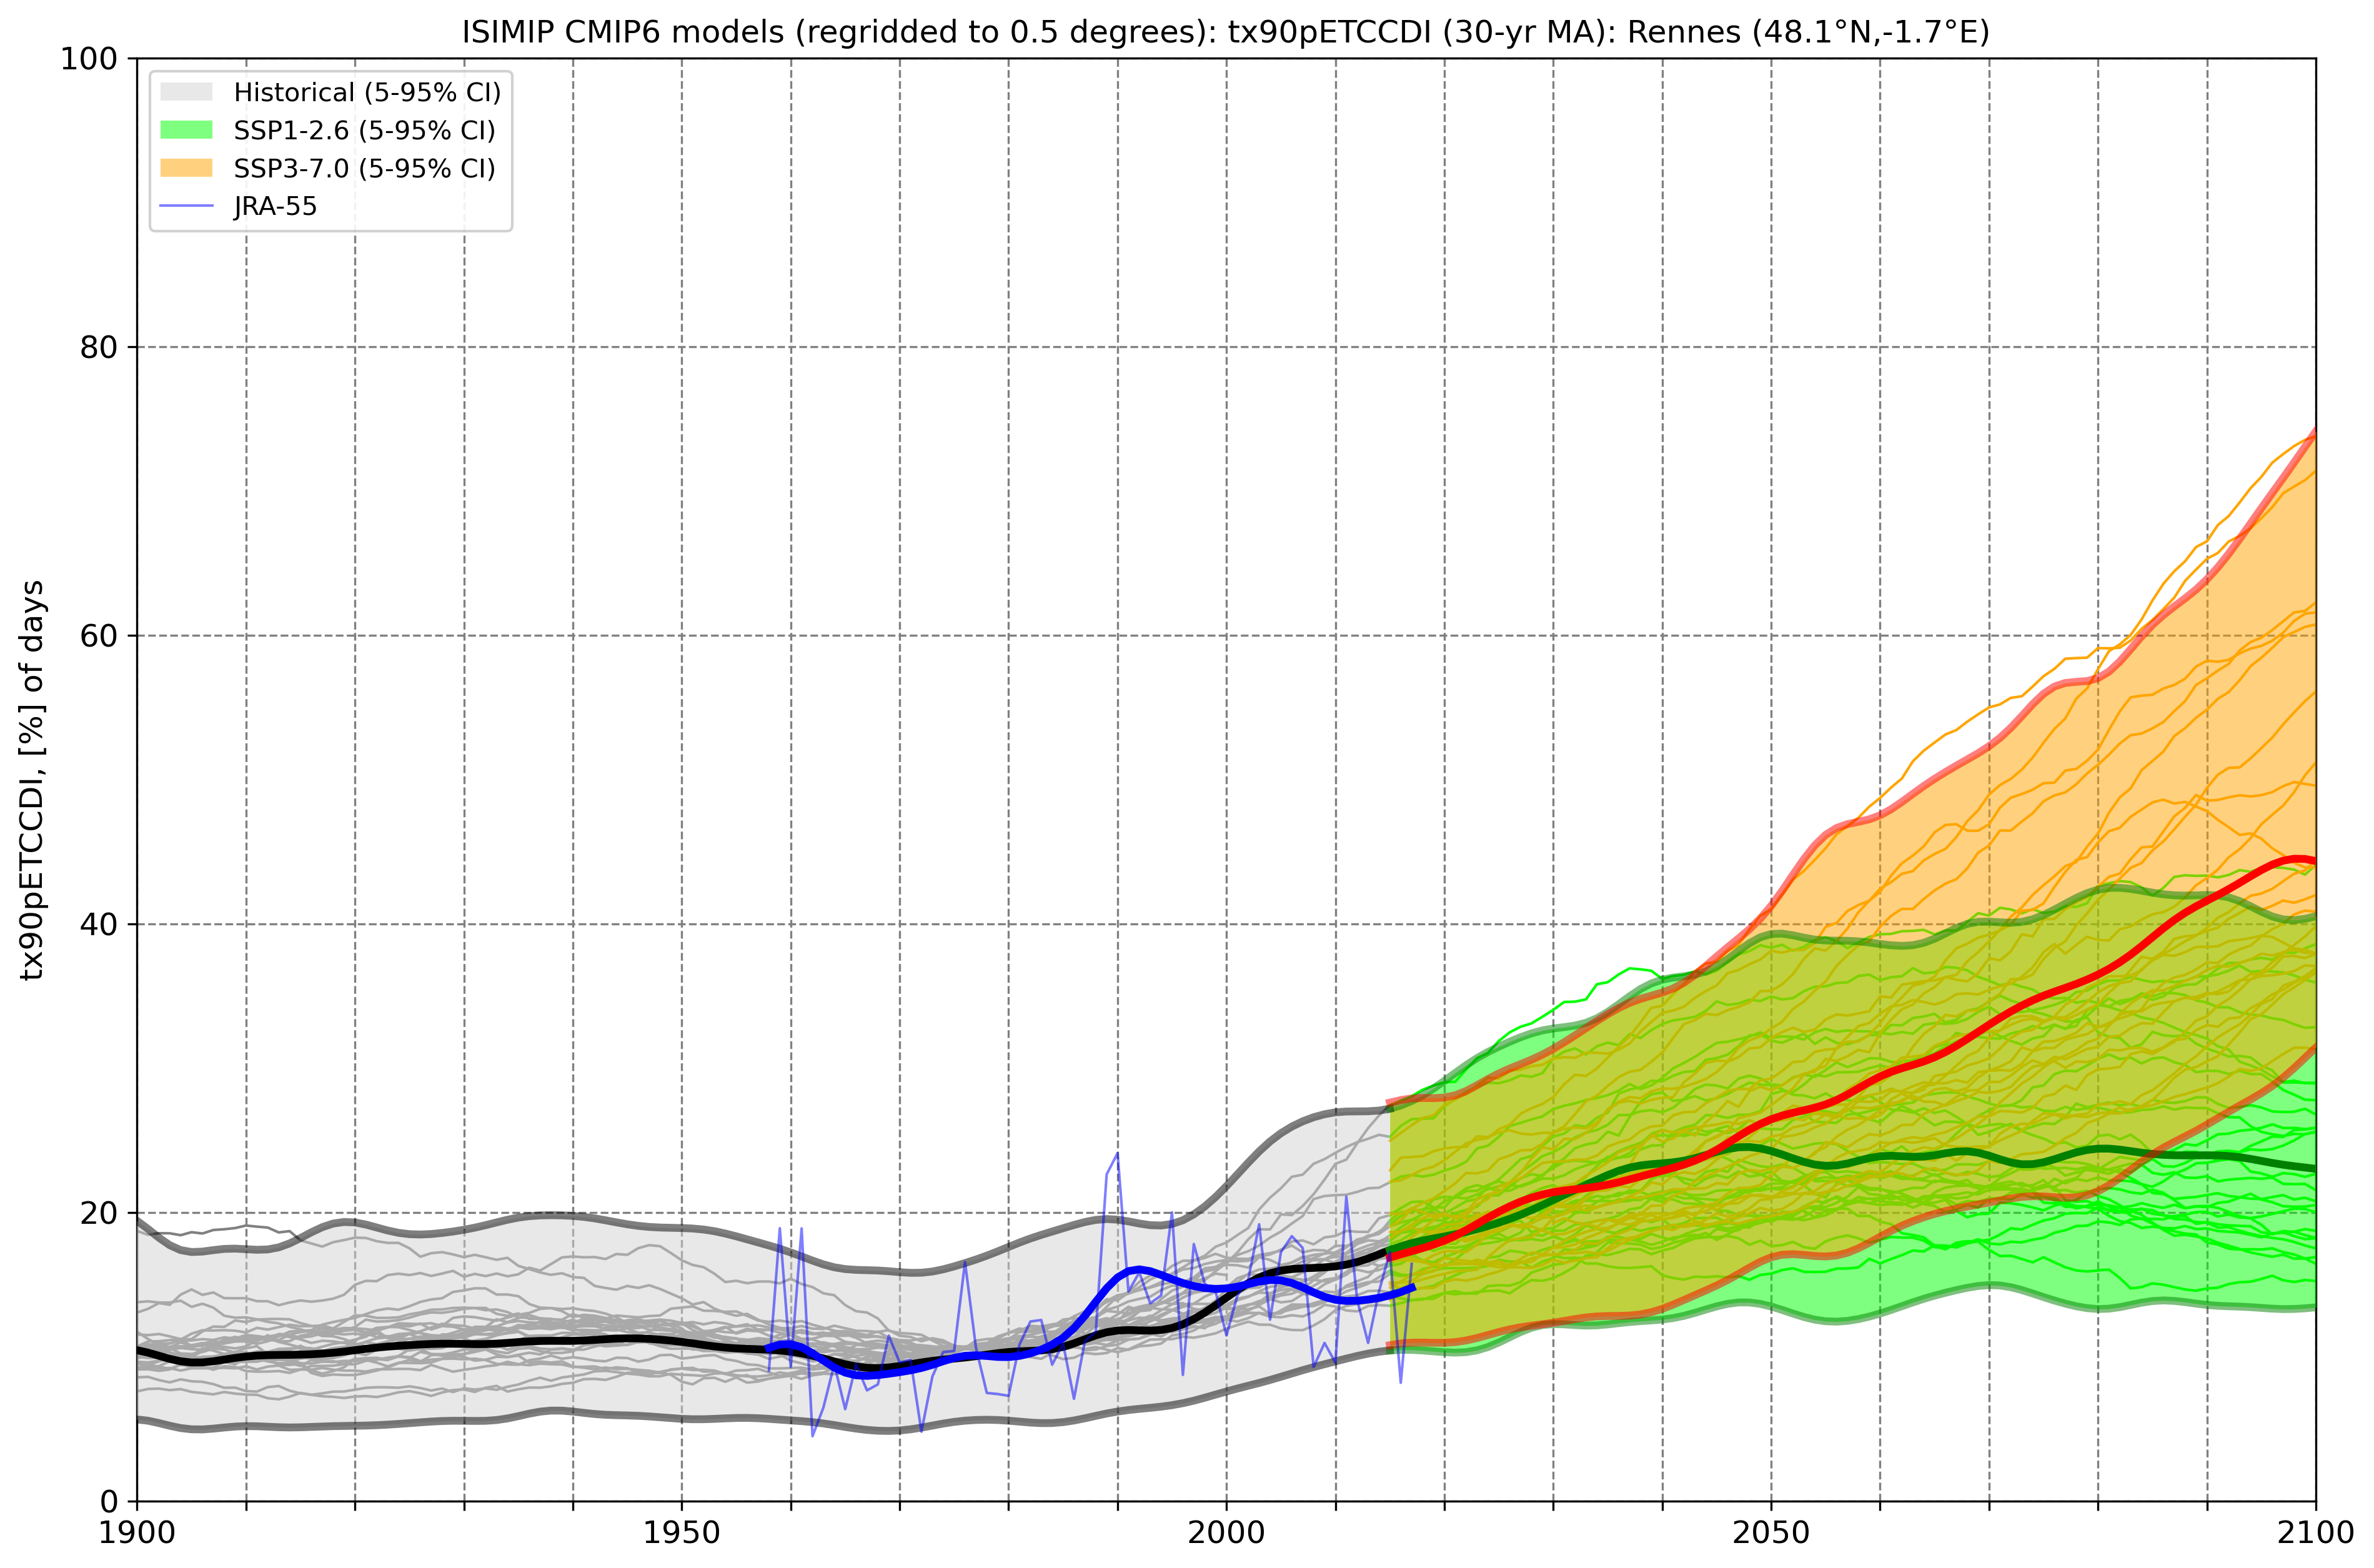 ISIMIP CMIP6 models (regridded to 0.5 degrees): tx90pETCCDI (30-yr MA): Rennes (48.1°N,-1.7°E)
Historical (5-95% CI)
SSP1-2.6 (5-95% CI)
SSP3-7.0 (5-95% CI)
JRA-55
tx90pETCCDI, [%] of days
100
80
60
40
20
0
1900
1950
2000
2050
2100